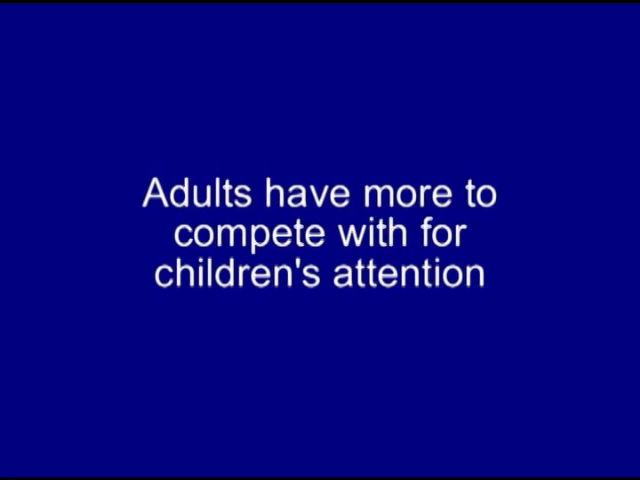 Adults have more to
compete with for
children's attention